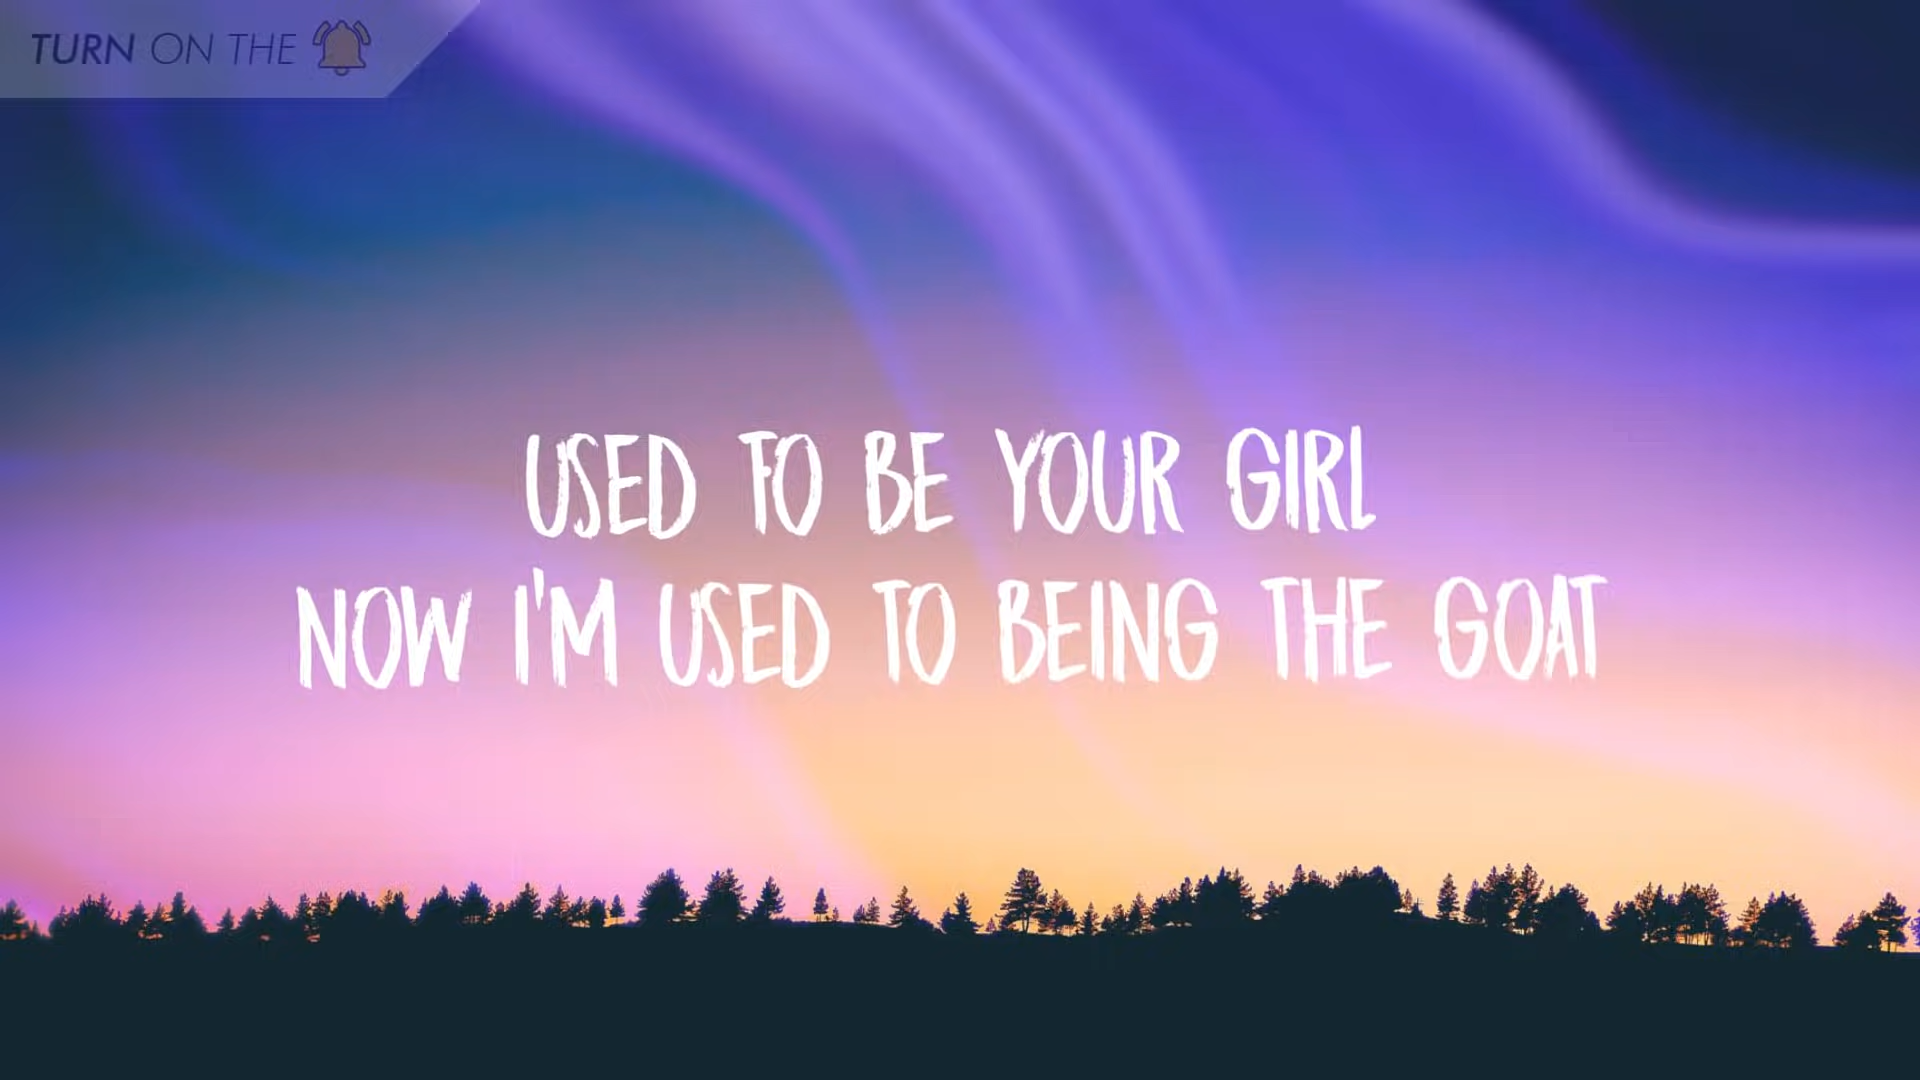 TURN ON THE
USED TO BE YOUR GIRL
NOW I'M USED TO BEING THE GOAT